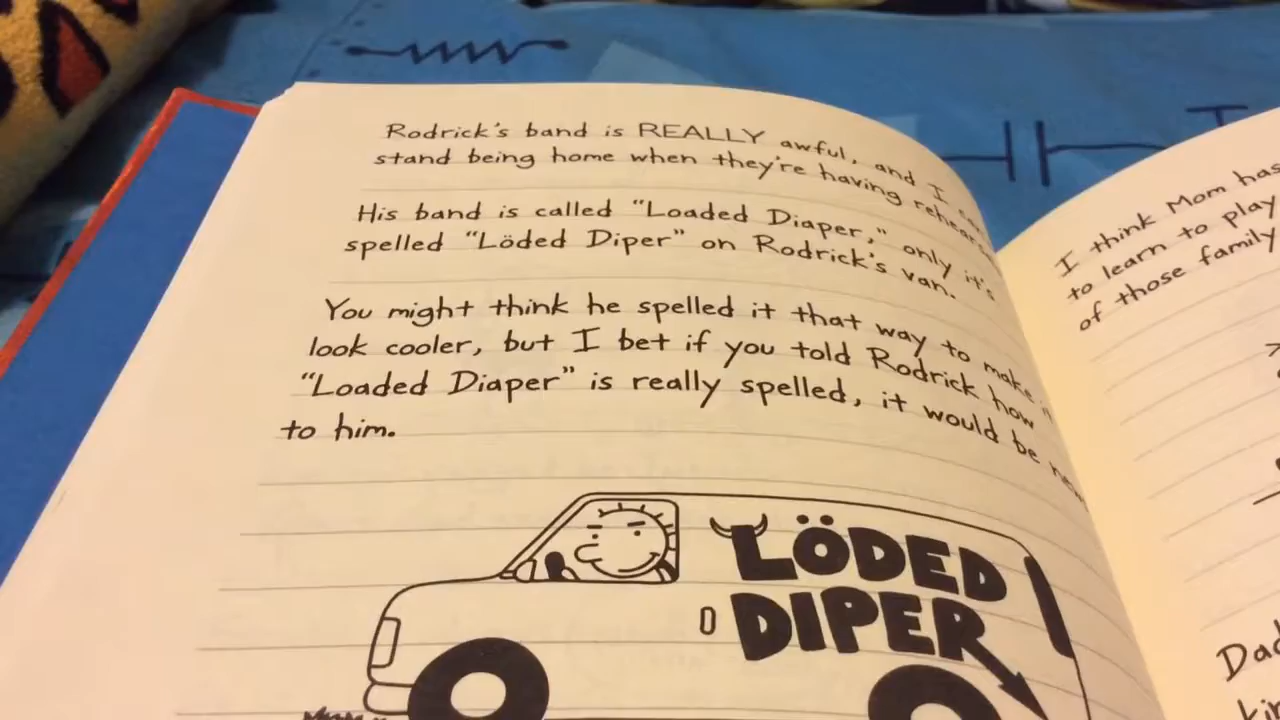 Rodrick's band is REALLY awful, and I
stand being home when they're having
His band is called "Loaded Diaper," only it's
spelled "Löded Diper" on Rodrick's van.
You might think he spelled it that way to make it
look cooler, but I bet if you told Rodrick how
"Loaded Diaper" is really spelled, it would be
to him.
LÖDED
DIPER
I think Mom has
to learn to play
of those family
Dad